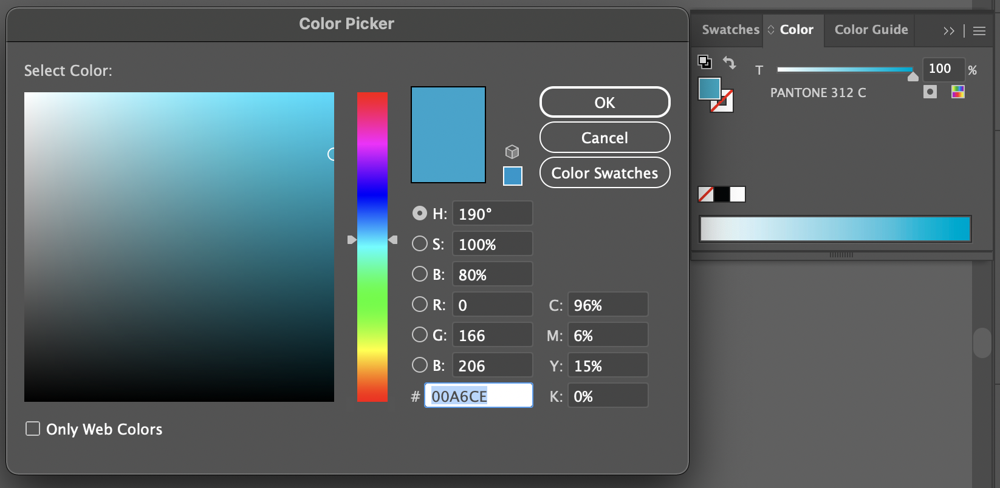 Color Picker
Select Color:
OK
Cancel
Color Swatches
H: 190°
S: 100%
B: 80%
R: 0
G: 166
B: 206
# 00A6CE
C: 96%
M: 6%
Y: 15%
K: 0%
Only Web Colors
Swatches Color Color Guide
T 100 %
PANTONE 312 C